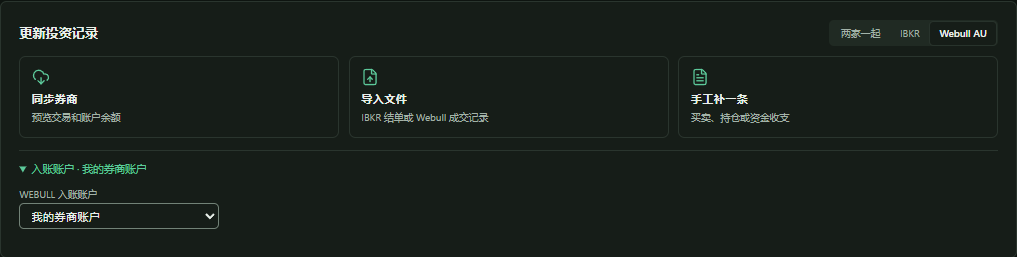 更新投资记录
两家一起 IBKR Webull AU
同步券商
预览交易和账户余额
导入文件
IBKR 结单或 Webull 成交记录
手工补一条
买卖、持仓或资金收支
▼ 入账账户 · 我的券商账户
WEBULL 入账账户
我的券商账户